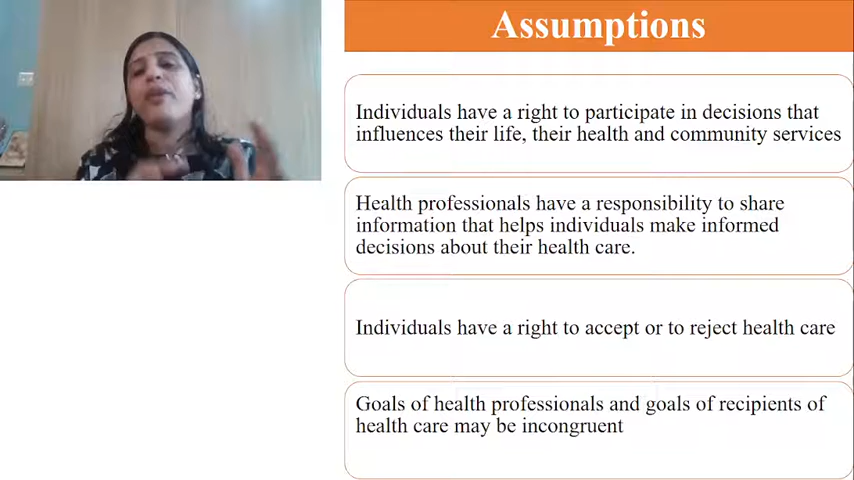 Assumptions
Individuals have a right to participate in decisions that
influences their life, their health and community services
Health professionals have a responsibility to share
information that helps individuals make informed
decisions about their health care.
Individuals have a right to accept or to reject health care
Goals of health professionals and goals of recipients of
health care may be incongruent